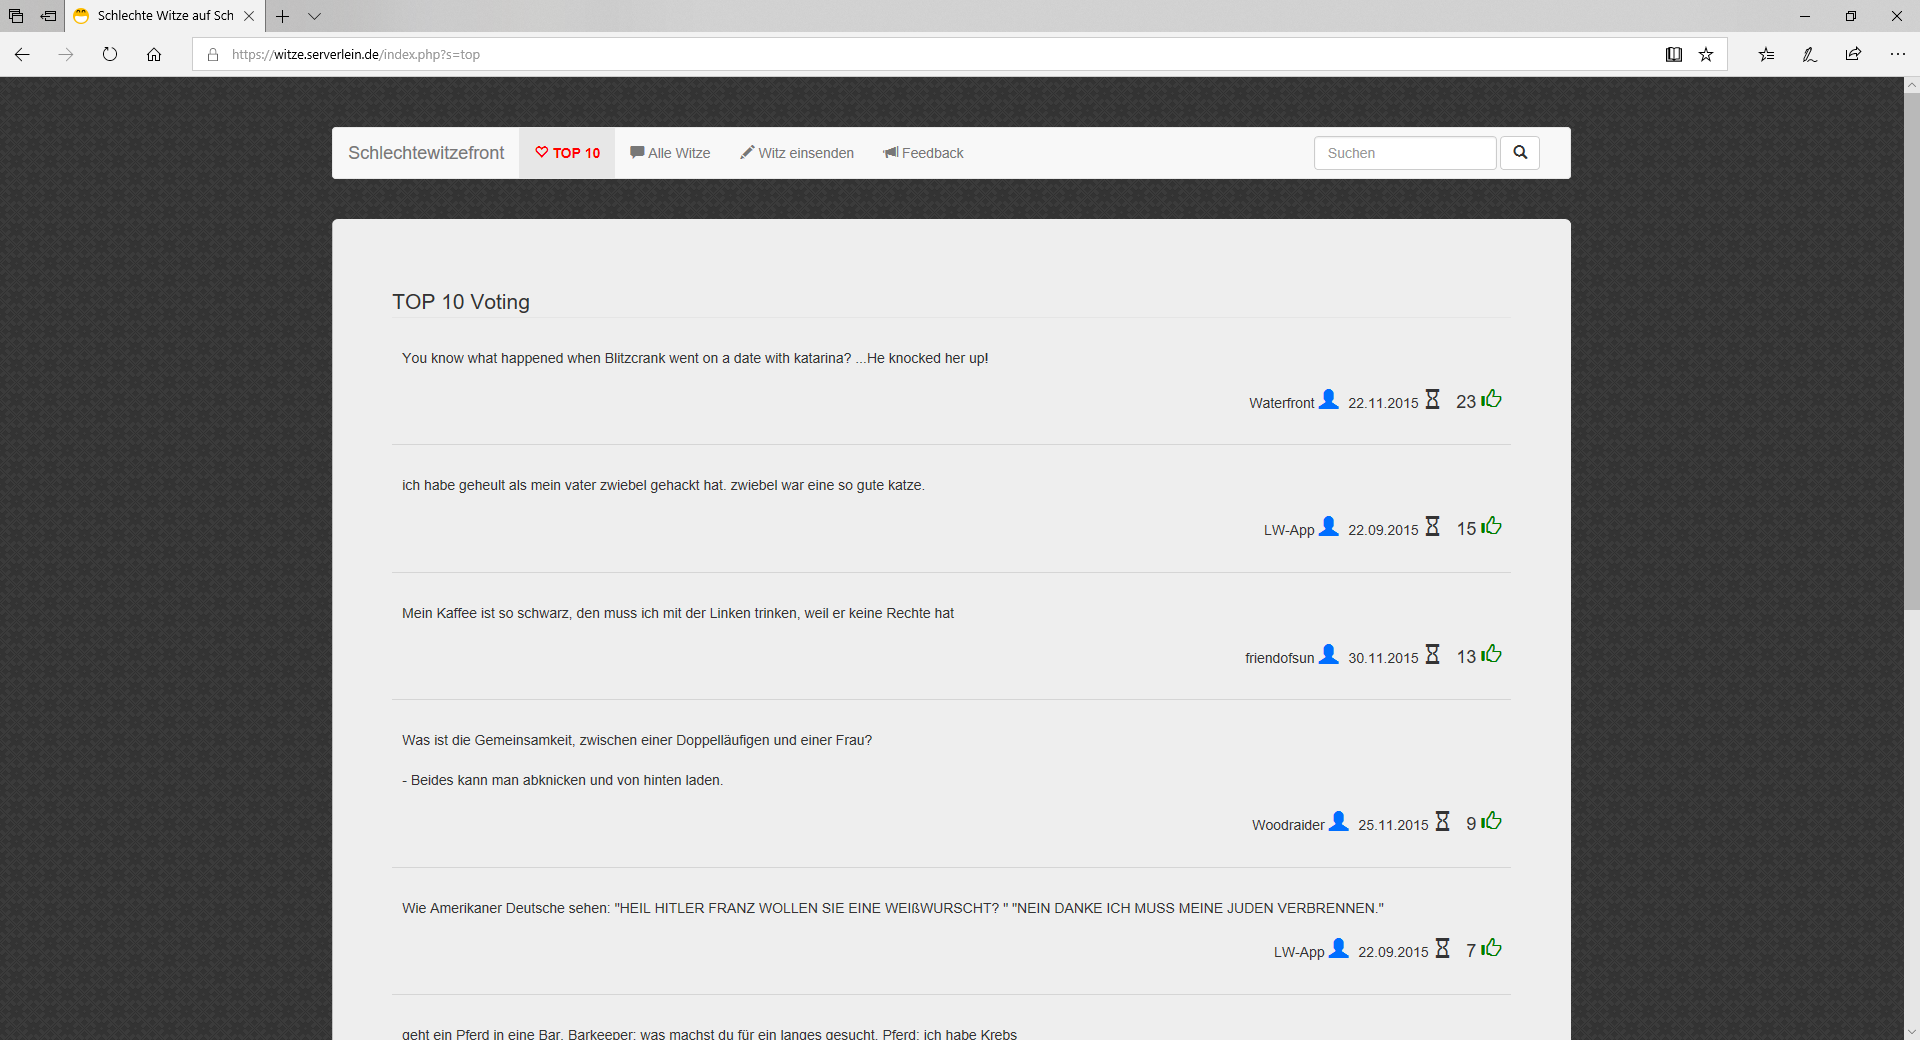 Schlechte Witze auf Sch
https://witze.serverlein.de/index.php?s=top
Schlechtewitzefront TOP 10 Alle Witze Witz einsenden Feedback Suchen
TOP 10 Voting
You know what happened when Blitzcrank went on a date with katarina? ...He knocked her up!
Waterfront 22.11.2015 23
ich habe geheult als mein vater zwiebel gehackt hat. zwiebel war eine so gute katze.
LW-App 22.09.2015 15
Mein Kaffee ist so schwarz, den muss ich mit der Linken trinken, weil er keine Rechte hat
friendofsun 30.11.2015 13
Was ist die Gemeinsamkeit, zwischen einer Doppelläufigen und einer Frau?
- Beides kann man abknicken und von hinten laden.
Woodraider 25.11.2015 9
Wie Amerikaner Deutsche sehen: "HEIL HITLER FRANZ WOLLEN SIE EINE WEIßWURSCHT? " "NEIN DANKE ICH MUSS MEINE JUDEN VERBRENNEN."
LW-App 22.09.2015 7
geht ein Pferd in eine Bar. Barkeeper: was machst du für ein langes gesucht. Pferd: ich habe Krebs